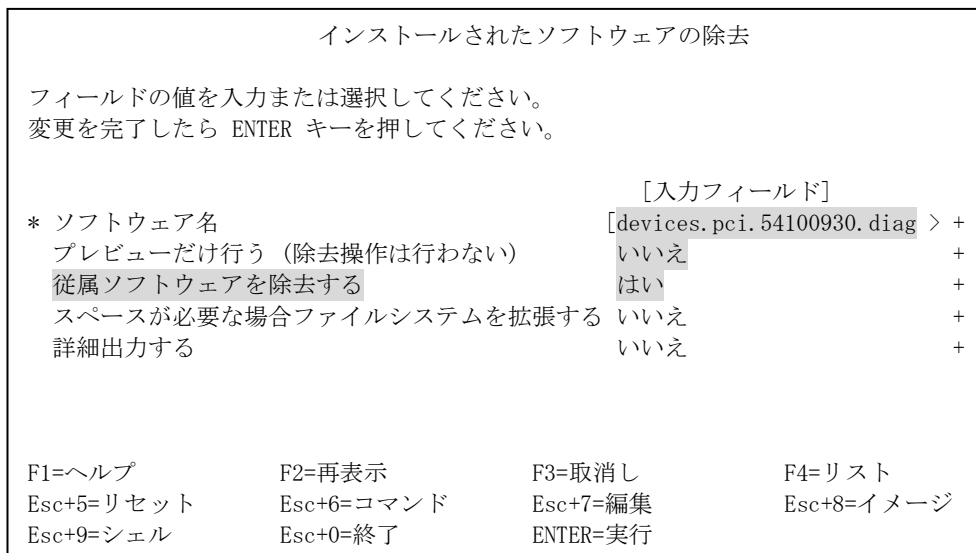 インストールされたソフトウェアの除去
フィールドの値を入力または選択してください。
変更を完了したら ENTER キーを押してください。
[入力フィールド]
* ソフトウェア名 [devices.pci.54100930.diag > +
プレビューだけ行う (除去操作は行わない) いいえ +
従属ソフトウェアを除去する はい +
スペースが必要な場合ファイルシステムを拡張する いいえ +
詳細出力する いいえ +
F1=ヘルプ F2=再表示 F3=取消し F4=リスト
Esc+5=リセット Esc+6=コマンド Esc+7=編集 Esc+8=イメージ
Esc+9=シェル Esc+0=終了 ENTER=実行